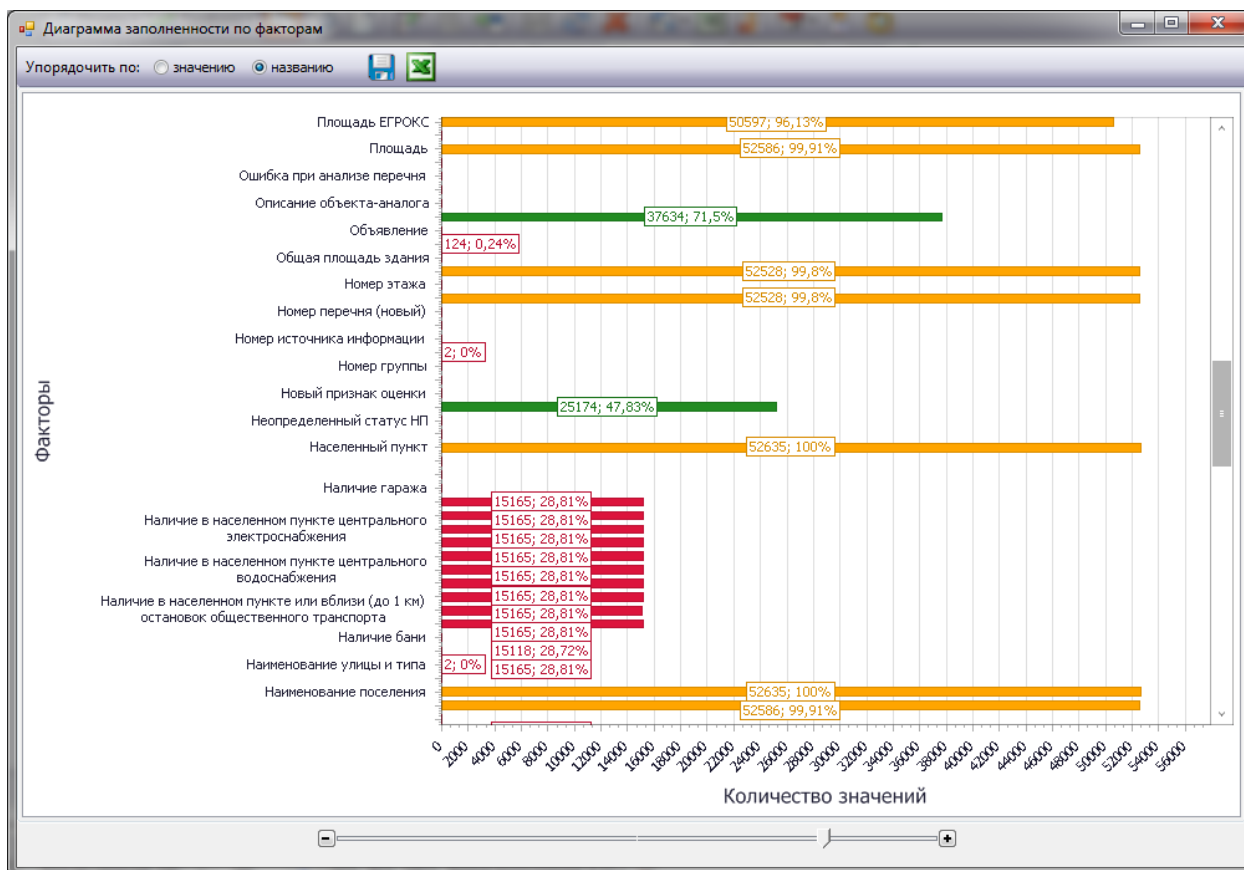 Диаграмма заполненности по факторам
Упорядочить по: значению названию
Площадь ЕГРОКС
50597; 96,13%
Площадь
52586; 99,91%
Ошибка при анализе перечня
Описание объекта-аналога
37634; 71,5%
Объявление
124; 0,24%
Общая площадь здания
52528; 99,8%
Номер этажа
52528; 99,8%
Номер перечня (новый)
Номер источника информации
2; 0%
Номер группы
Новый признак оценки
25174; 47,83%
Неопределенный статус НП
Населенный пункт
52635; 100%
Наличие гаража
15165; 28,81%
Наличие в населенном пункте центрального
электроснабжения
15165; 28,81%
15165; 28,81%
15165; 28,81%
Наличие в населенном пункте центрального
водоснабжения
15165; 28,81%
15165; 28,81%
Наличие в населенном пункте или вблизи (до 1 км)
остановок общественного транспорта
15165; 28,81%
15165; 28,81%
Наличие бани
15118; 28,72%
Наименование улицы и типа
2; 0%
15165; 28,81%
Наименование поселения
52635; 100%
52586; 99,91%
Факторы
0 2000 4000 6000 8000 10000 12000 14000 16000 18000 20000 22000 24000 26000 28000 30000 32000 34000 36000 38000 40000 42000 44000 46000 48000 50000 52000 54000 56000
Количество значений